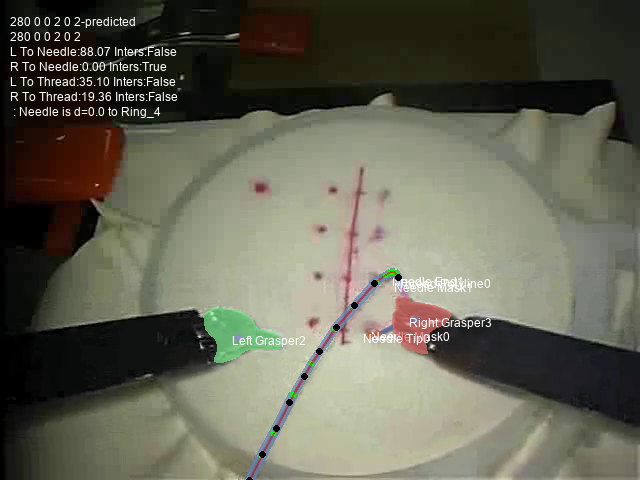 280 0 0 2 0 2-predicted
280 0 0 2 0 2
L To Needle:88.07 Inters:False
R To Needle:0.00 Inters:True
L To Thread:35.10 Inters:False
R To Thread:19.36 Inters:False
: Needle is d=0.0 to Ring_4
Needle Mask1
Right Grasper3
Left Grasper2
Needle Tip